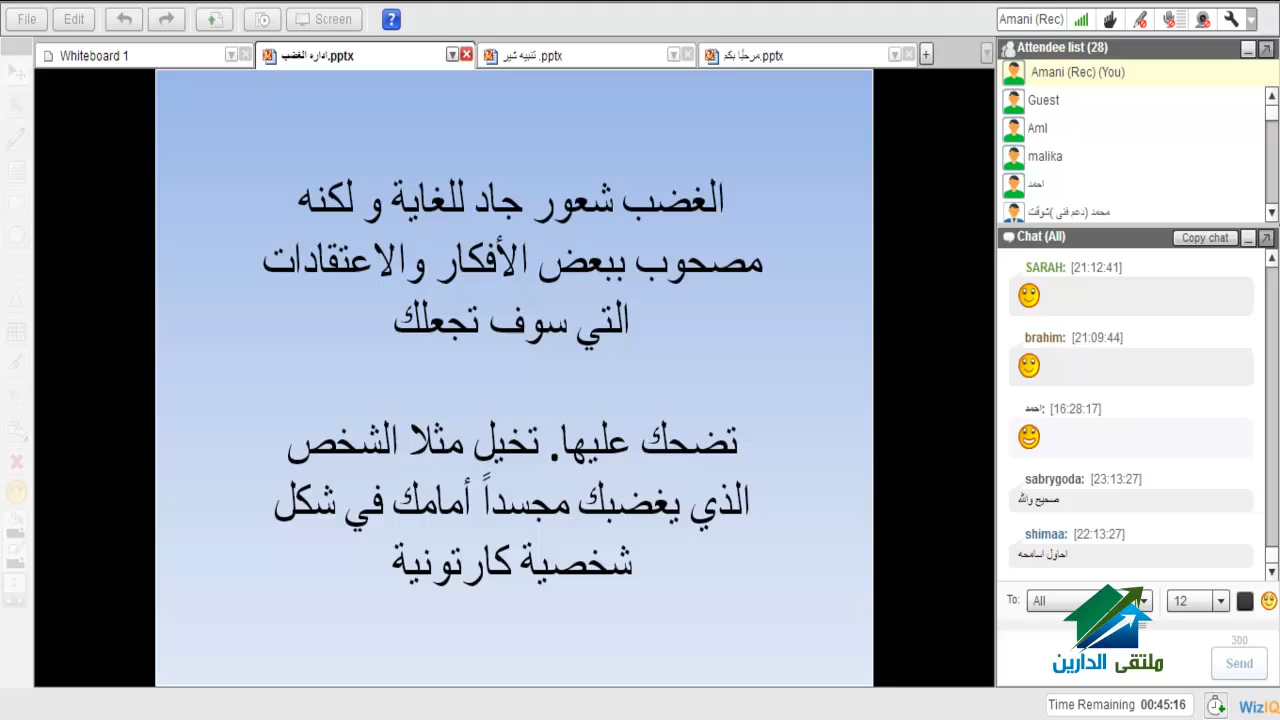 File
Edit
Screen
?
Amani (Rec)
Whiteboard 1
اداره الغضب.pptx
مرحبا بكم.pptx
الغضب شعور جاد للغاية و لكنه
مصحوب ببعض الأفكار والاعتقادات
التي سوف تجعلك
تضحك عليها. تخيل مثلا الشخص
الذي يغضبك مجسداً أمامك في شكل
شخصية كارتونية
Attendee list (28)
Amani (Rec) (You)
Guest
Aml
malika
احمد
محمد (دعم فنى )شوقت
Chat (All)
Copy chat
SARAH: [21:12:41]
brahim: [21:09:44]
احمد: [16:28:17]
sabrygoda: [23:13:27]
صحيح والله
shimaa: [22:13:27]
احاول اسامحه
To: All
12
300
Send
ملتقى الدارين
Time Remaining 00:45:16
WizIQ